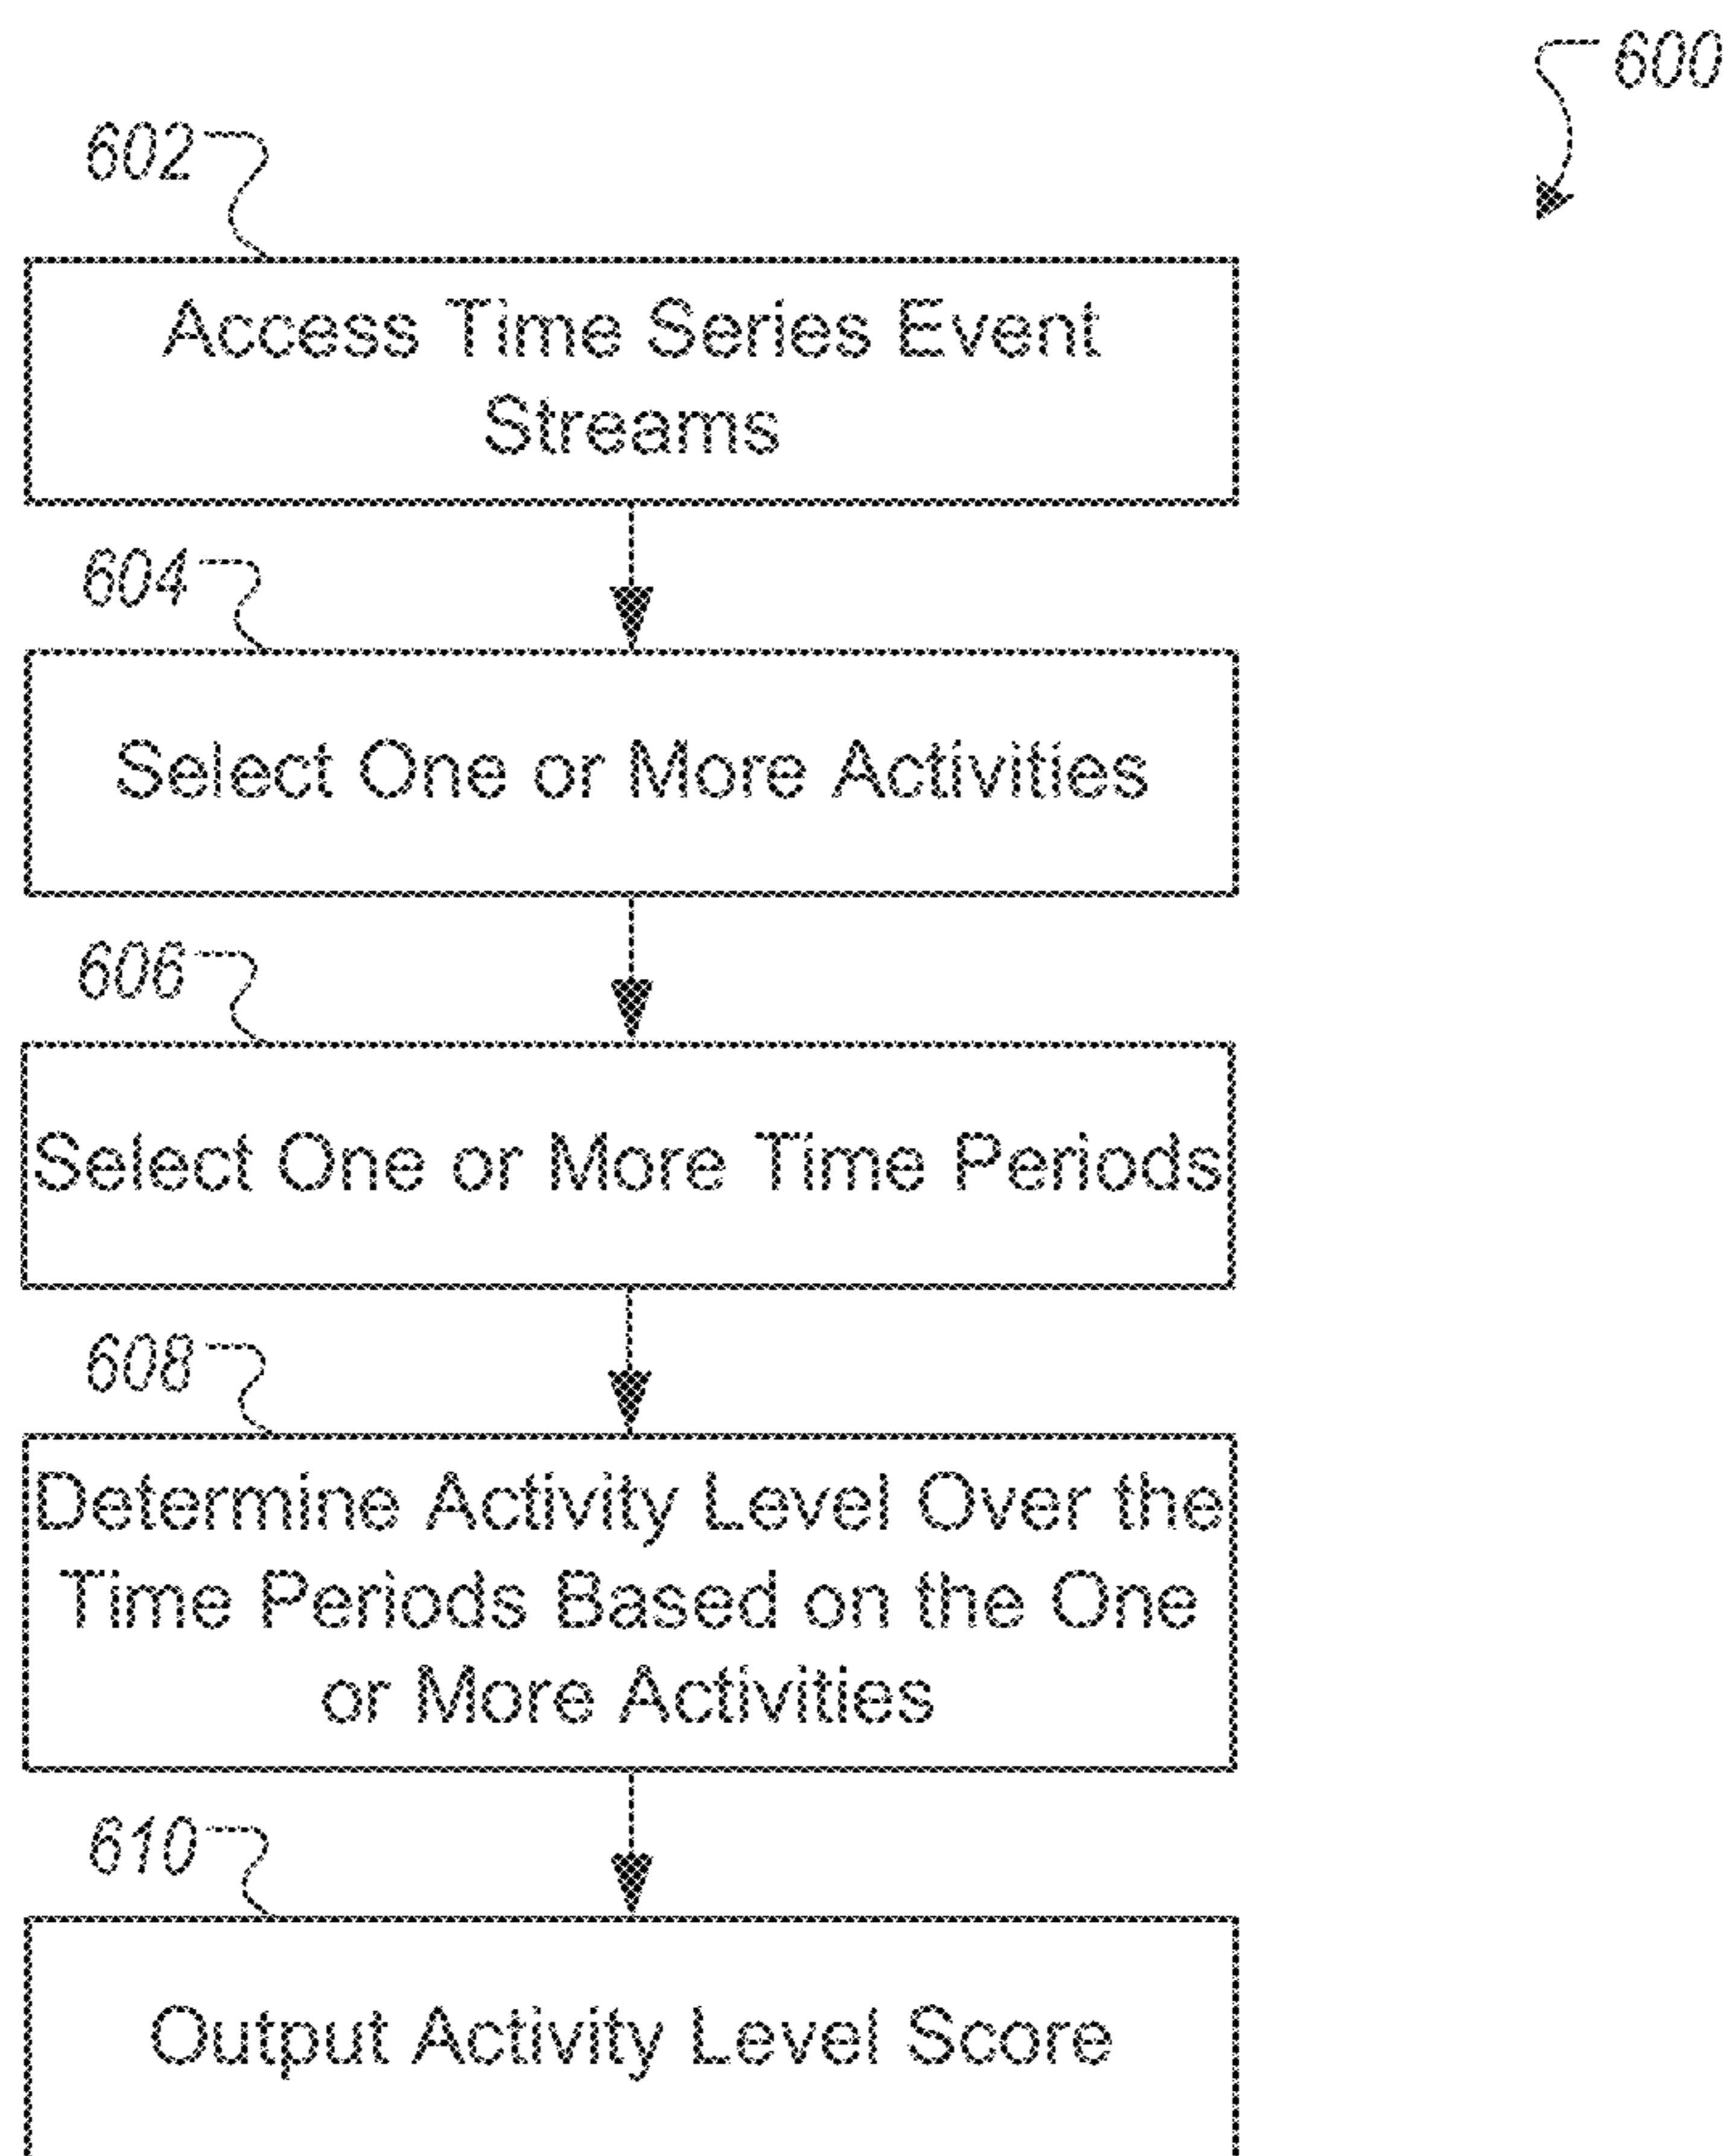 600
602
Access Time Series Event
Streams
604
Select One or More Activities
606
Select One or More Time Periods
608
Determine Activity Level Over the
Time Periods Based on the One
or More Activities
610
Output Activity Level Score